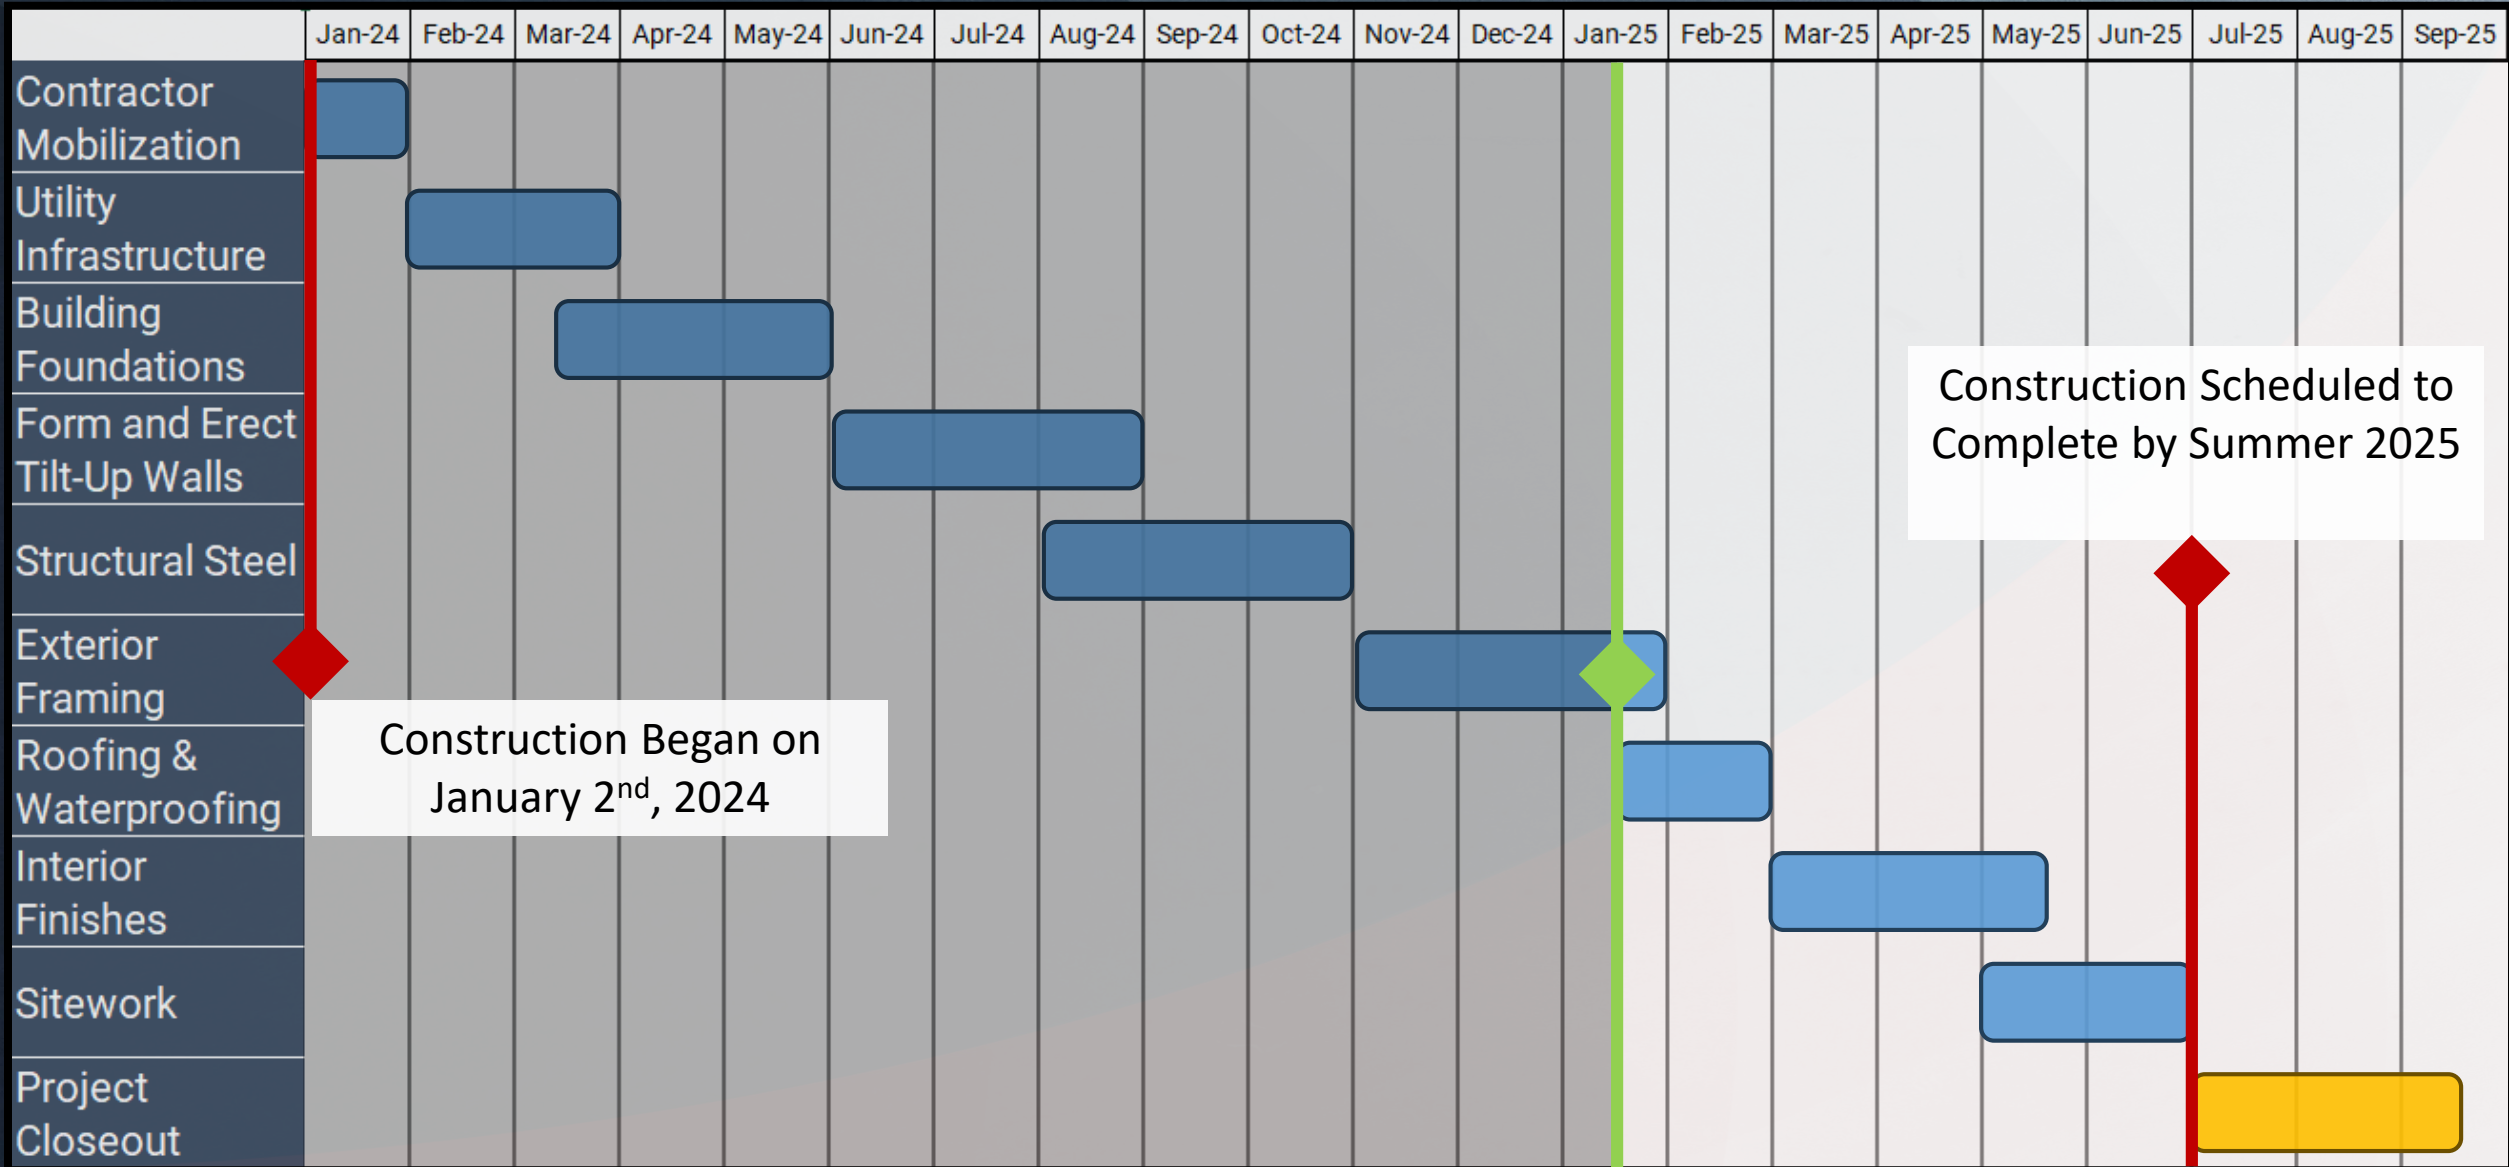 Jan-24 Feb-24 Mar-24 Apr-24 May-24 Jun-24 Jul-24 Aug-24 Sep-24 Oct-24 Nov-24 Dec-24 Jan-25 Feb-25 Mar-25 Apr-25 May-25 Jun-25 Jul-25 Aug-25 Sep-25
Contractor
Mobilization
Utility
Infrastructure
Building
Foundations
Form and Erect
Tilt-Up Walls
Structural Steel
Exterior
Framing
Roofing &
Waterproofing
Interior
Finishes
Sitework
Project
Closeout
Construction Began on
January 2nd, 2024
Construction Scheduled to
Complete by Summer 2025